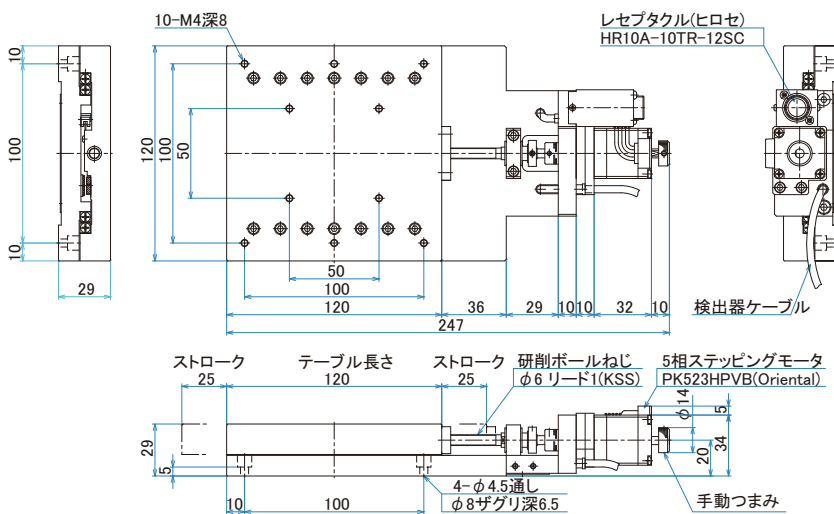 10-M4深8
レセプタクル(ヒロセ)
HR10A-10TR-12SC
10
100
10
29
120
100
50
50
100
120
36
29
10
10
32
10
247
検出器ケーブル
ストローク
テーブル長さ
ストローク
研削ボールねじ
5相ステッピングモータ
25
120
25
φ6 リード1(KSS)
PK523HPVB(Oriental)
φ14
5
29
5
20
34
4-φ4.5通し
φ8ザグリ深6.5
10
100
手動つまみ